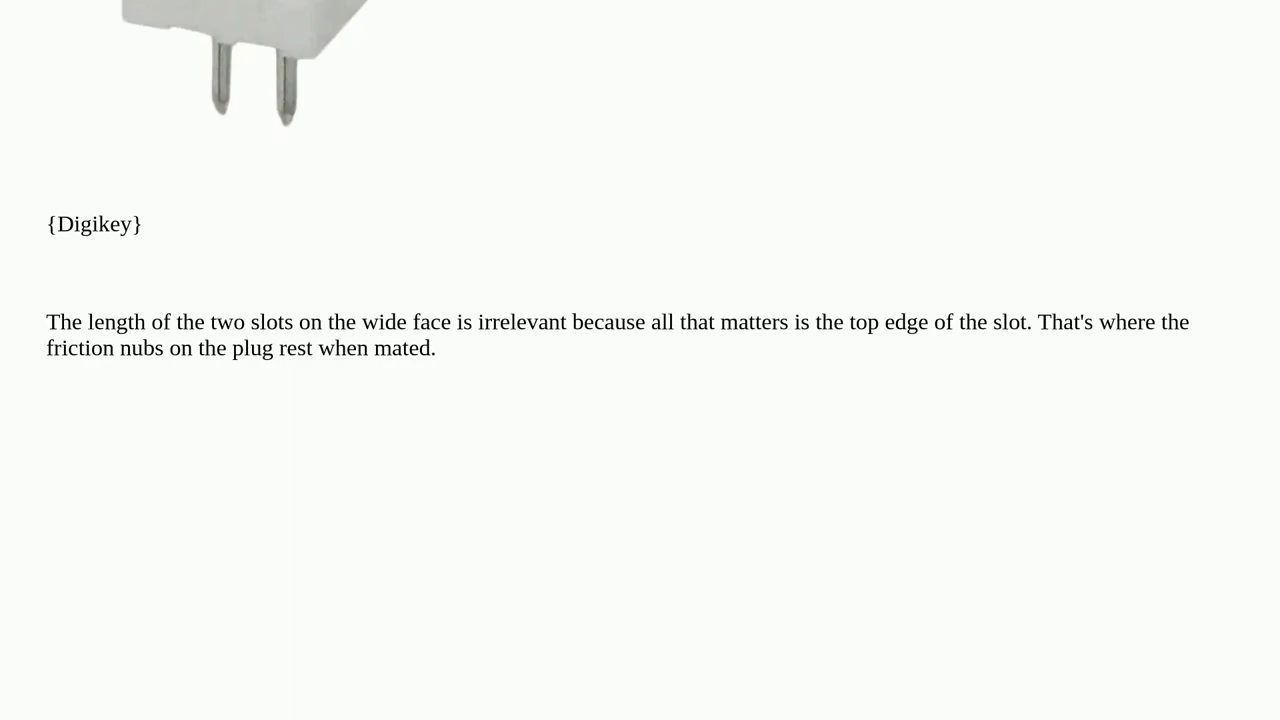 {Digikey}
The length of the two slots on the wide face is irrelevant because all that matters is the top edge of the slot. That's where the
friction nubs on the plug rest when mated.